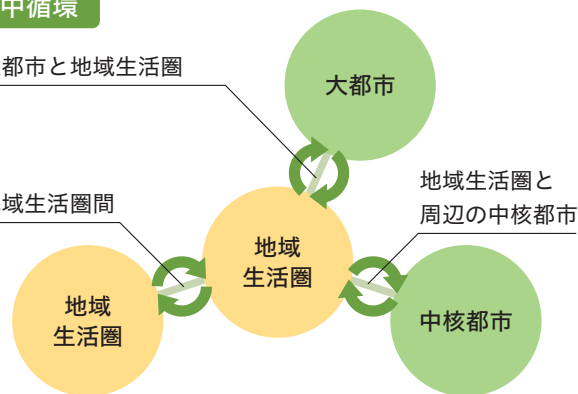 中循環
都市と地域生活圏
大都市
地域生活圏と
周辺の中核都市
域生活圏間
地域
生活圏
地域
生活圏
中核都市